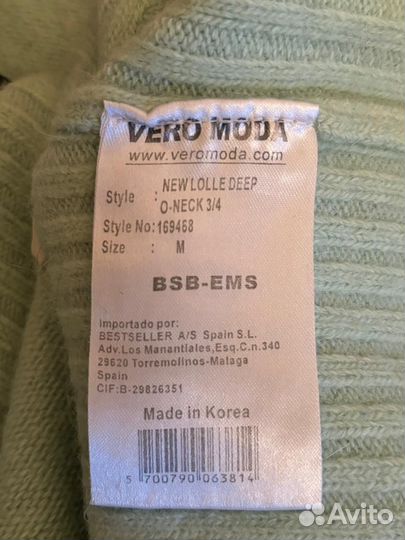 VERO MODA
www.veromoda.com
Style : NEW LOLLE DEEP
O-NECK 3/4
Style No: 169468
Size : M
BSB-EMS
Importado por:
BESTSELLER A/S Spain S.L.
Adv.Los Manantiales,Esq.C.n.340
29620 Torremolinos-Malaga
Spain
CIF:B-29826351
Made in Korea
5 700790 063814
Avito